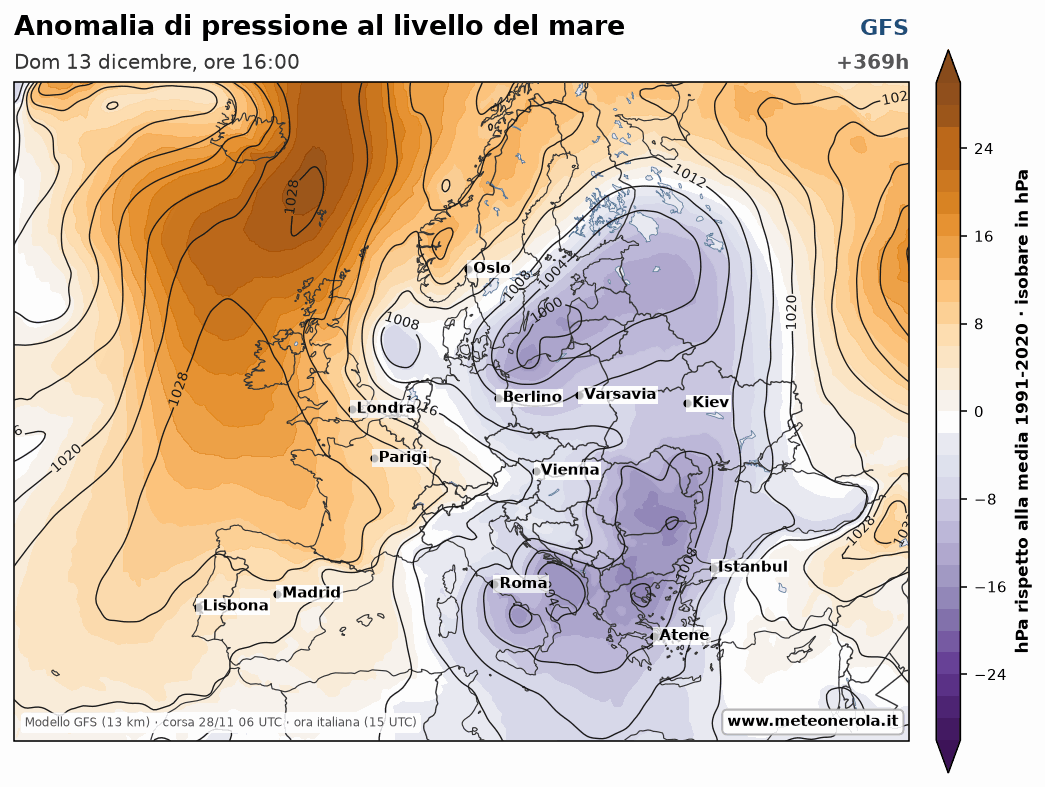 Anomalia di pressione al livello del mare
GFS
Dom 13 dicembre, ore 16:00
+369h
1028
1012
1008
1004
1000
1020
Oslo
1008
1028
Londra
Berlino
Varsavia
Kiev
Parigi
1020
Vienna
1028
1008
Roma
Istanbul
Madrid
Lisbona
Atene
Modello GFS (13 km) · corsa 28/11 06 UTC · ora italiana (15 UTC)
www.meteonerola.it
24
16
8
0
−8
−16
−24
hPa rispetto alla media 1991-2020 · isobare in hPa